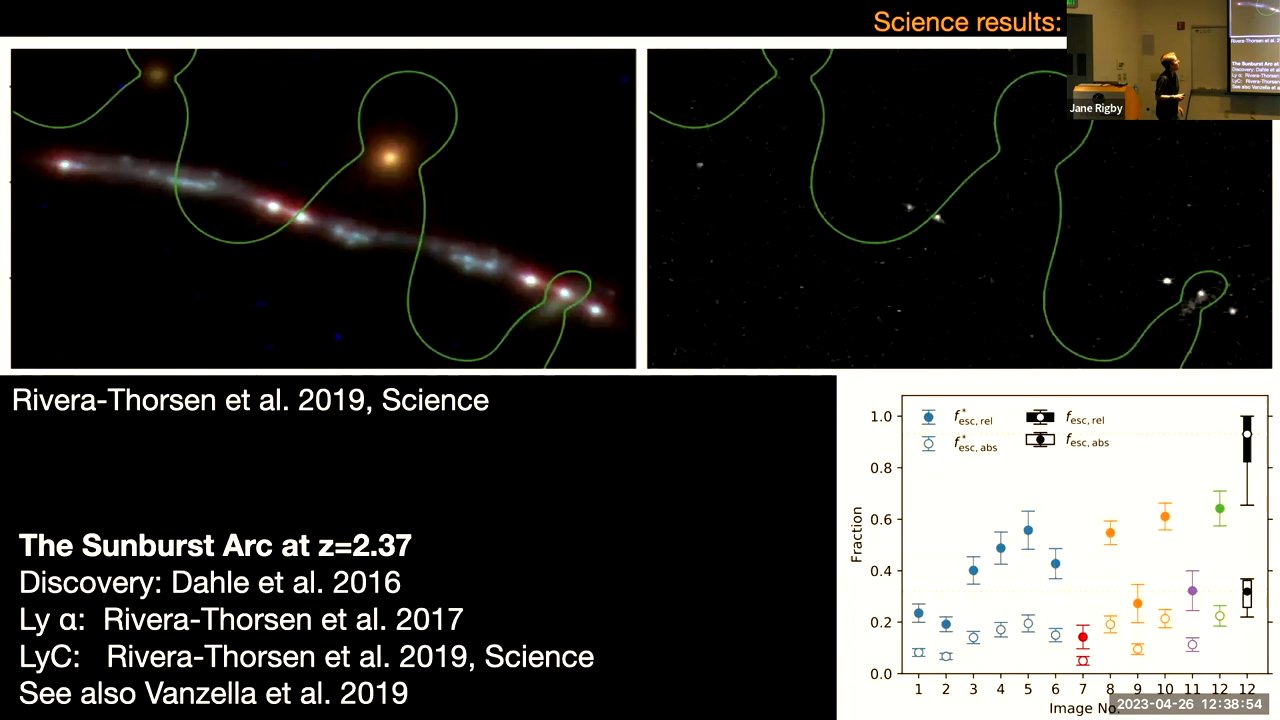 Science results:
Jane Rigby
Rivera-Thorsen et al. 2019, Science
The Sunburst Arc at z=2.37
Discovery: Dahle et al. 2016
Ly α: Rivera-Thorsen et al. 2017
LyC: Rivera-Thorsen et al. 2019, Science
See also Vanzella et al. 2019
f*esc, rel
f*esc, abs
fesc, rel
fesc, abs
Fraction
1.0
0.8
0.6
0.4
0.2
0.0
1 2 3 4 5 6 7 8 9 10 11 12 12
Image No.
2023-04-26 12:38:54